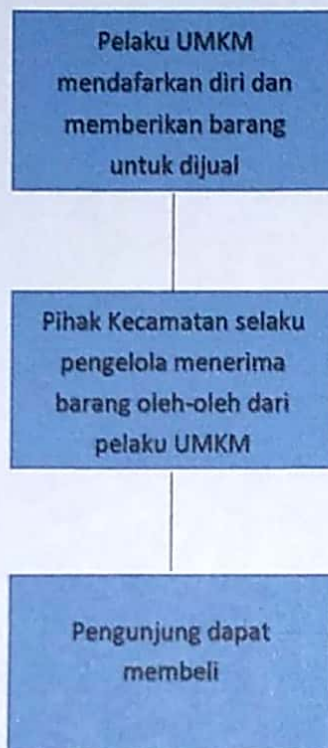 Pelaku UMKM
mendafarkan diri dan
memberikan barang
untuk dijual
Pihak Kecamatan selaku
pengelola menerima
barang oleh-oleh dari
pelaku UMKM
Pengunjung dapat
membeli